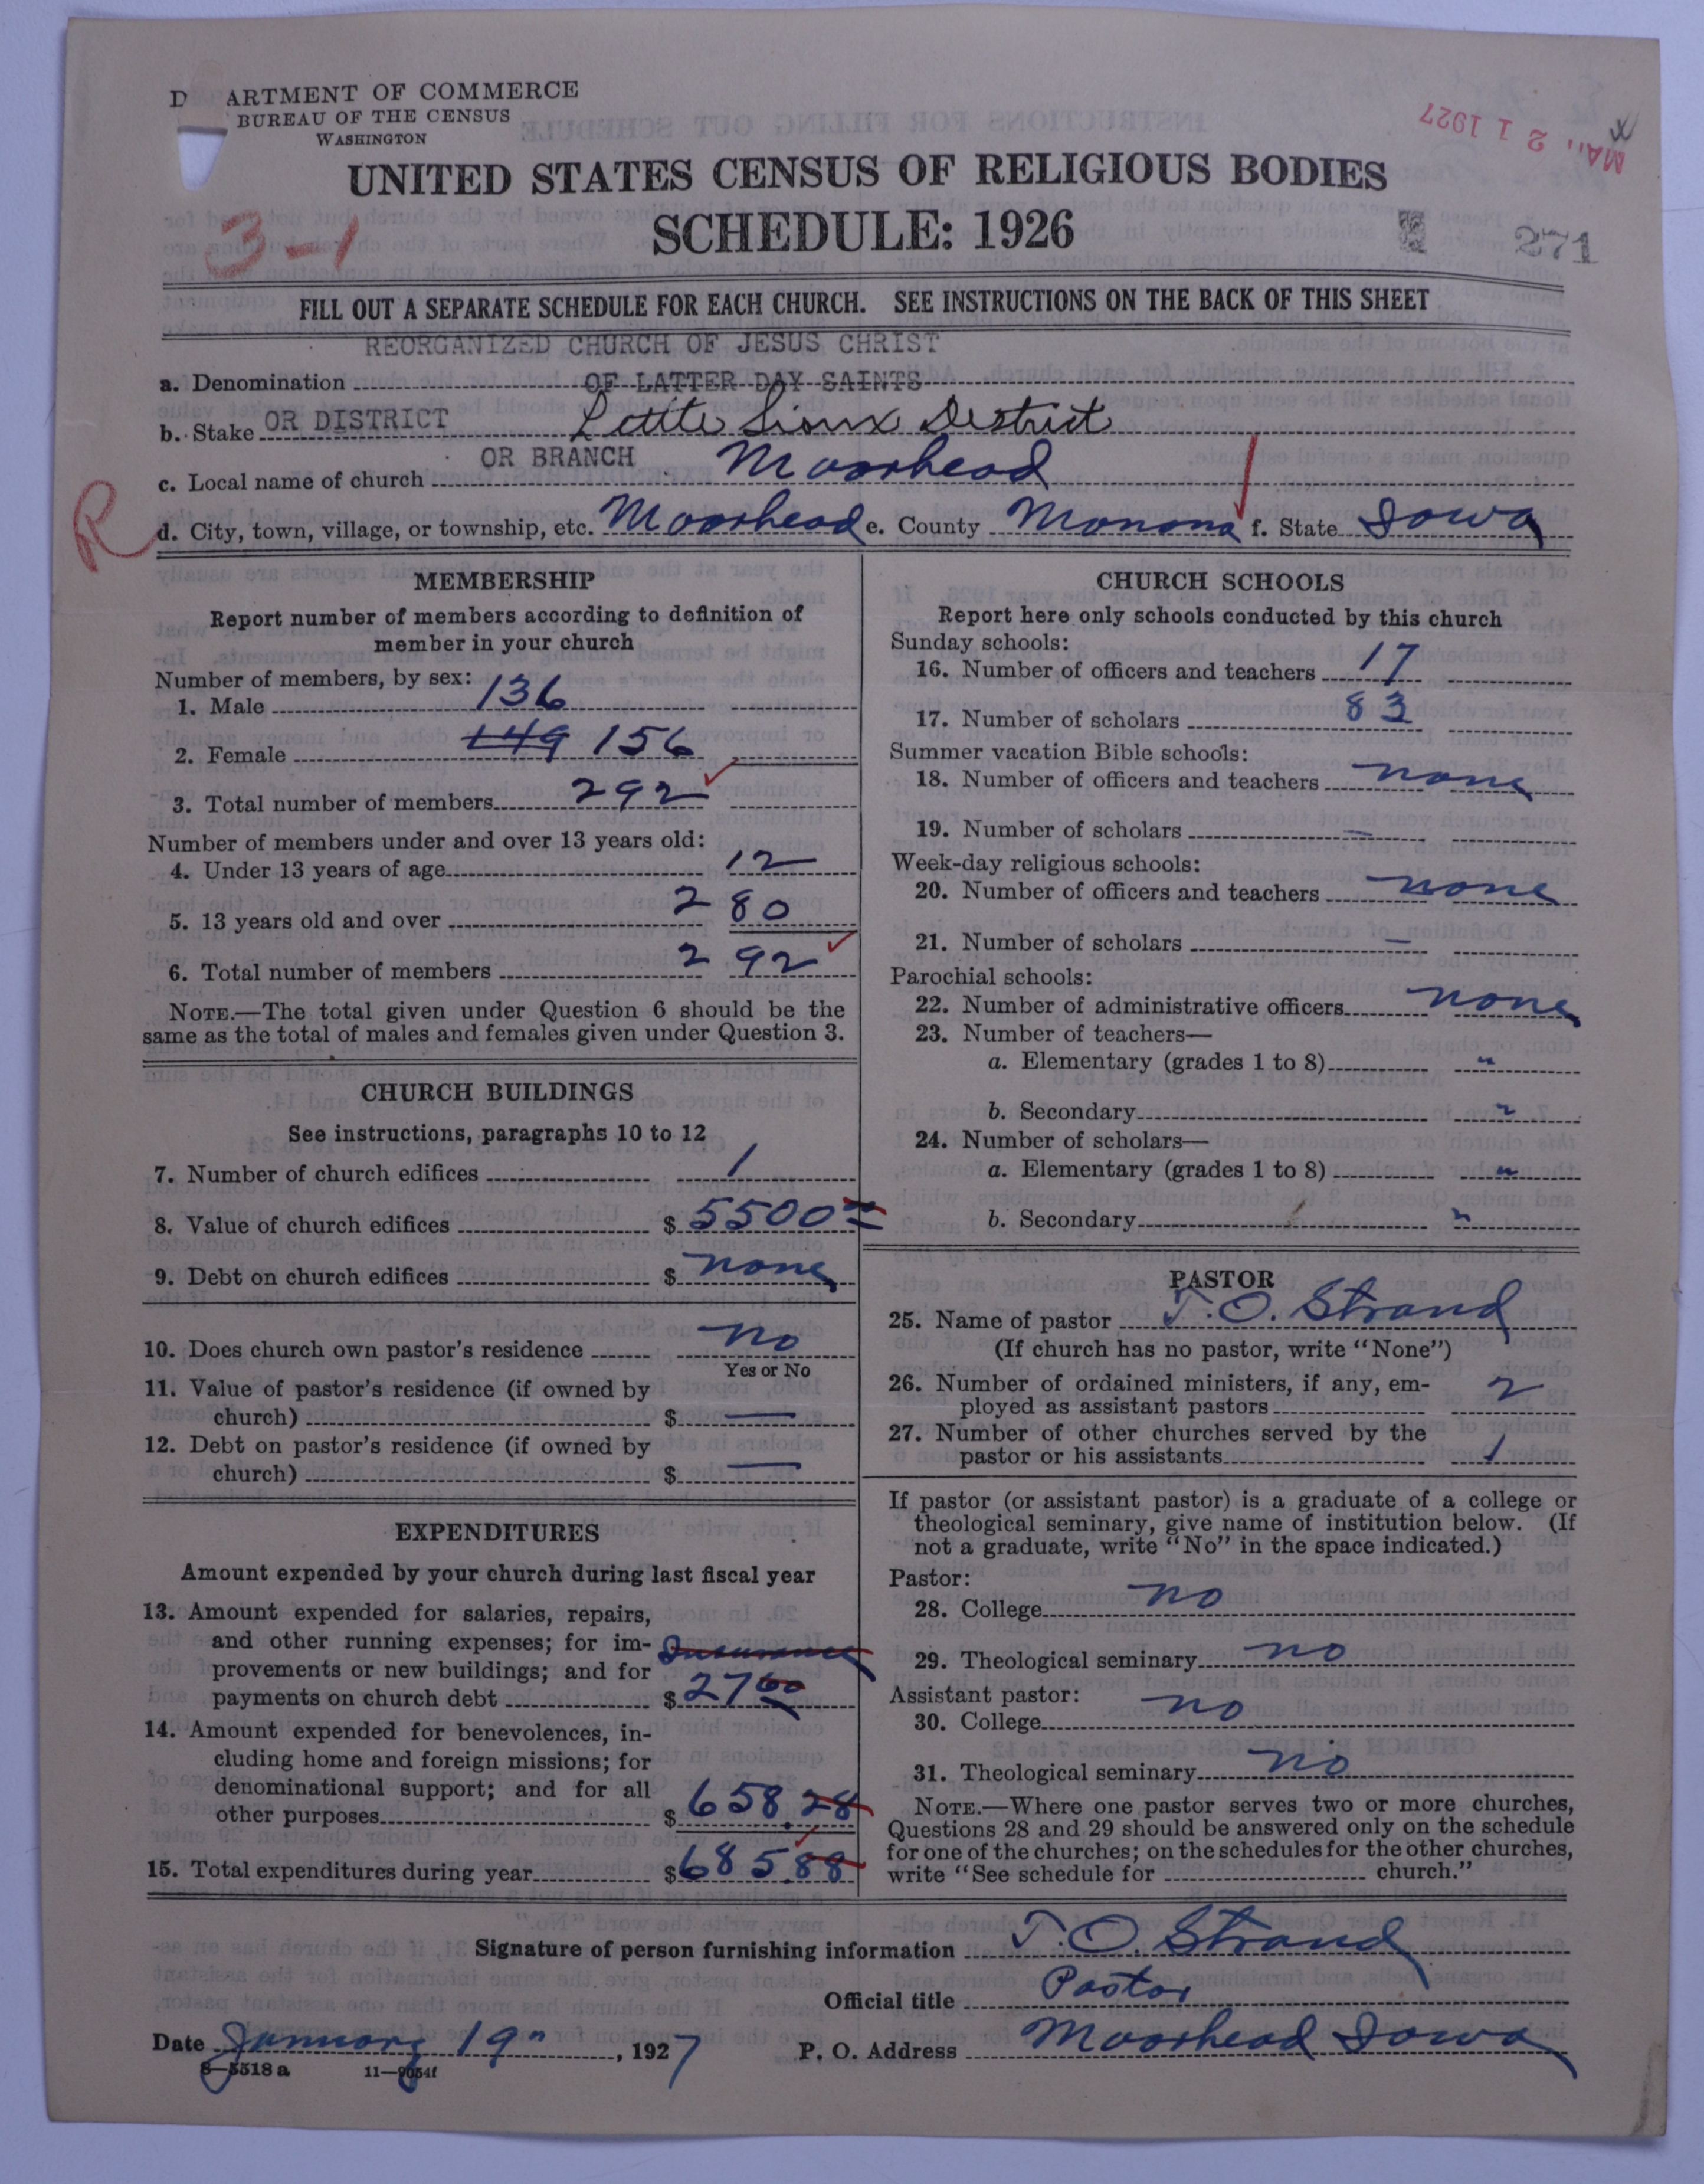 D ARTMENT OF COMMERCE
BUREAU OF THE CENSUS
WASHINGTON
1 2 1927
UNITED STATES CENSUS OF RELIGIOUS BODIES
SCHEDULE: 1926
3-1
271
FILL OUT A SEPARATE SCHEDULE FOR EACH CHURCH. SEE INSTRUCTIONS ON THE BACK OF THIS SHEET
REORGANIZED CHURCH OF JESUS CHRIST
a. Denomination OF LATTER DAY SAINTS
b. Stake OR DISTRICT Little Sioux District
OR BRANCH
c. Local name of church Moorhead
R
d. City, town, village, or township, etc. Moorhead e. County Monona f. State Iowa
MEMBERSHIP
Report number of members according to definition of
member in your church
Number of members, by sex:
1. Male 136
2. Female 149 156
3. Total number of members 292
Number of members under and over 13 years old:
4. Under 13 years of age 12
5. 13 years old and over 280
6. Total number of members 292
NOTE.—The total given under Question 6 should be the
same as the total of males and females given under Question 3.
CHURCH BUILDINGS
See instructions, paragraphs 10 to 12
7. Number of church edifices 1
8. Value of church edifices $ 5500
9. Debt on church edifices $ none
10. Does church own pastor's residence no
Yes or No
11. Value of pastor's residence (if owned by
church) $ —
12. Debt on pastor's residence (if owned by
church) $ —
EXPENDITURES
Amount expended by your church during last fiscal year
13. Amount expended for salaries, repairs,
and other running expenses; for im- Insurance
provements or new buildings; and for
payments on church debt $ 27 60
14. Amount expended for benevolences, in-
cluding home and foreign missions; for
denominational support; and for all
other purposes $ 658.28
15. Total expenditures during year $ 685.88
CHURCH SCHOOLS
Report here only schools conducted by this church
Sunday schools:
16. Number of officers and teachers 17
17. Number of scholars 83
Summer vacation Bible schools:
18. Number of officers and teachers none
19. Number of scholars —
Week-day religious schools:
20. Number of officers and teachers none
21. Number of scholars —
Parochial schools:
22. Number of administrative officers none
23. Number of teachers—
a. Elementary (grades 1 to 8) "
b. Secondary "
24. Number of scholars—
a. Elementary (grades 1 to 8) "
b. Secondary "
PASTOR
25. Name of pastor T. O. Strand
(If church has no pastor, write "None")
26. Number of ordained ministers, if any, em-
ployed as assistant pastors 2
27. Number of other churches served by the
pastor or his assistants 1
If pastor (or assistant pastor) is a graduate of a college or
theological seminary, give name of institution below. (If
not a graduate, write "No" in the space indicated.)
Pastor:
28. College no
29. Theological seminary no
Assistant pastor:
30. College no
31. Theological seminary no
NOTE.—Where one pastor serves two or more churches,
Questions 28 and 29 should be answered only on the schedule
for one of the churches; on the schedules for the other churches,
write "See schedule for church."
Signature of person furnishing information T. O. Strand
Official title Pastor
Date January 19", 1927
P. O. Address Moorhead Iowa
8—5518 a 11—9054f